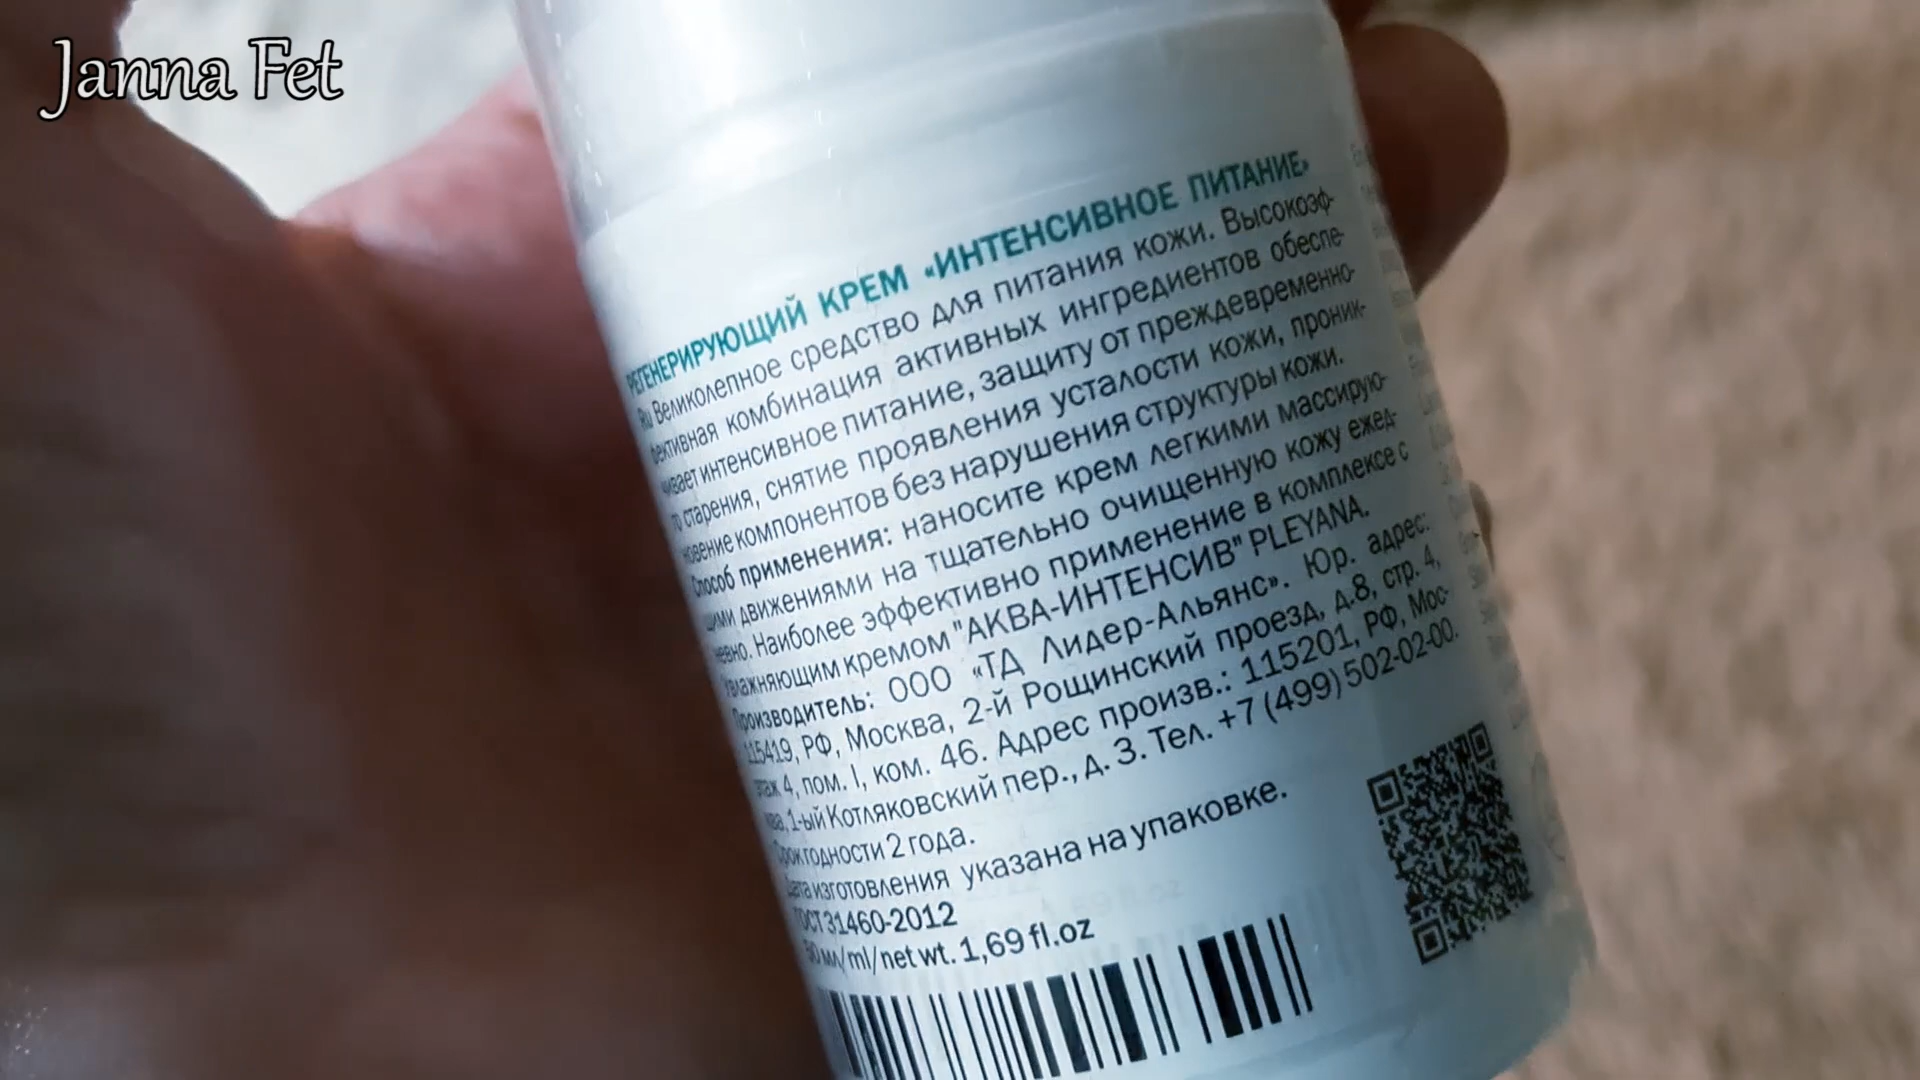 Janna Fet
РЕГЕНЕРИРУЮЩИЙ КРЕМ «ИНТЕНСИВНОЕ ПИТАНИЕ»
Ru Великолепное средство для питания кожи. Высокоэф-
фективная комбинация активных ингредиентов обеспе-
чивает интенсивное питание, защиту от преждевременно-
го старения, снятие проявления усталости кожи, проник-
новение компонентов без нарушения структуры кожи.
Способ применения: наносите крем легкими массирую-
щими движениями на тщательно очищенную кожу ежед-
невно. Наиболее эффективно применение в комплексе с
увлажняющим кремом "АКВА-ИНТЕНСИВ" PLEYANA.
Производитель: ООО «ТД Лидер-Альянс». Юр. адрес:
115419, РФ, Москва, 2-й Рощинский проезд, д.8, стр. 4,
этаж 4, пом. I, ком. 46. Адрес произв.: 115201, РФ, Мос-
ква, 1-ый Котляковский пер., д. 3. Тел. +7 (499) 502-02-00.
Срок годности 2 года.
Дата изготовления указана на упаковке.
ГОСТ 31460-2012
мл/ml/net wt. 1,69 fl.oz